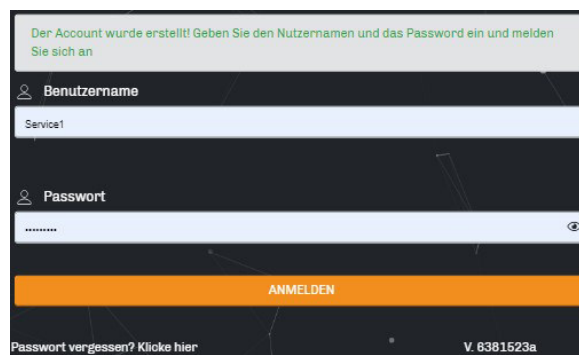 Der Account wurde erstellt! Geben Sie den Nutzernamen und das Password ein und melden
Sie sich an
Benutzername
Service1
Passwort
.........
ANMELDEN
Passwort vergessen? Klicke hier
V. 6381523a